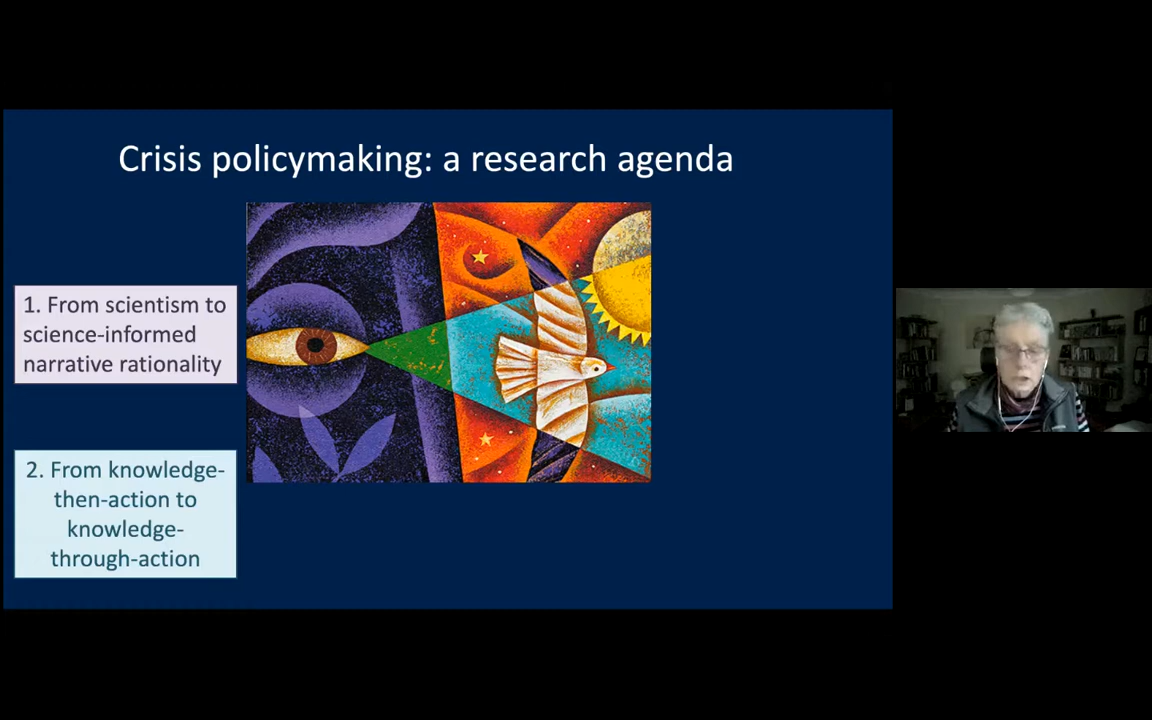 Crisis policymaking: a research agenda
1. From scientism to
science-informed
narrative rationality
2. From knowledge-
then-action to
knowledge-
through-action